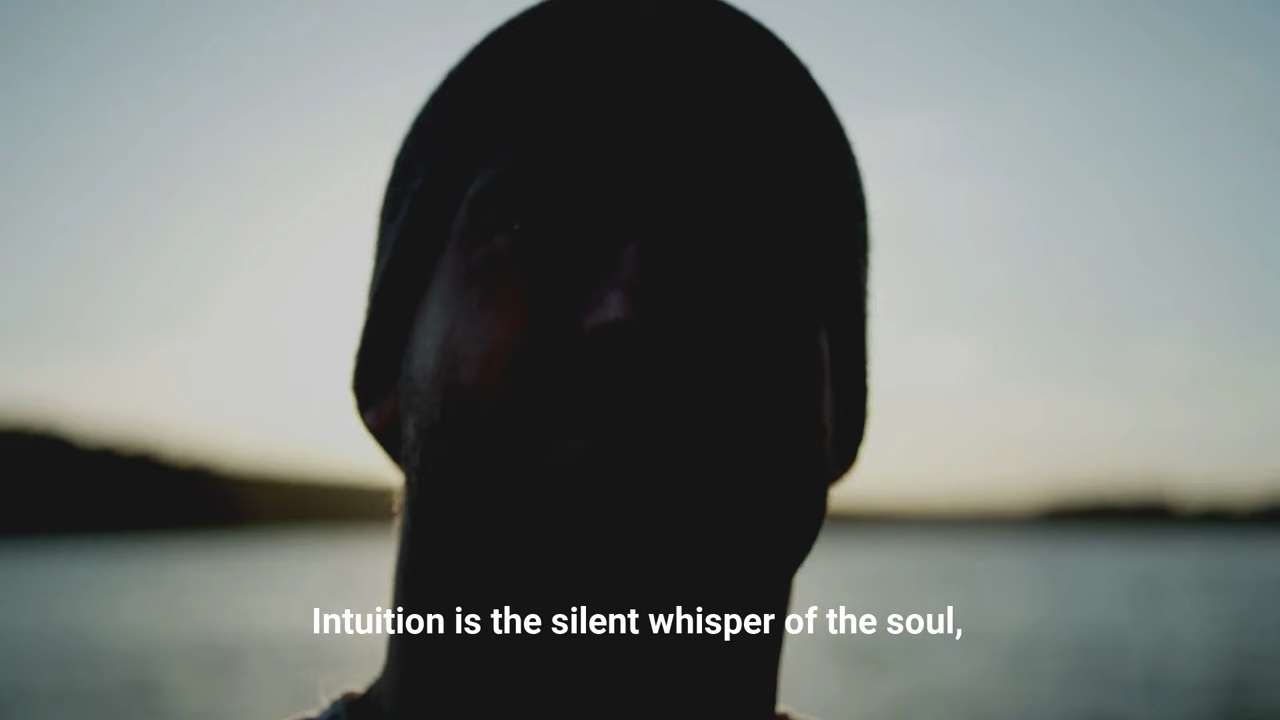 Intuition is the silent whisper of the soul,